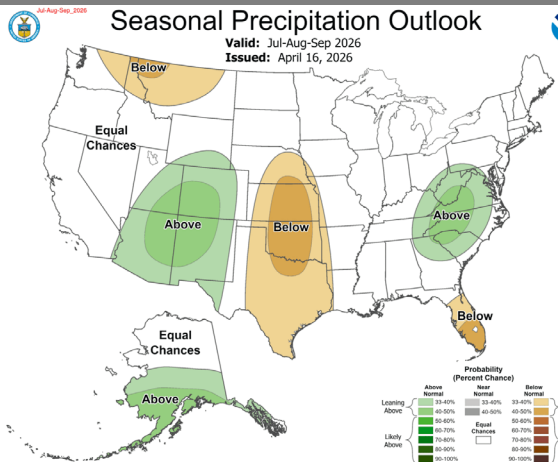 Jul-Aug-Sep_2026
Seasonal Precipitation Outlook
Valid: Jul-Aug-Sep 2026
Issued: April 16, 2026
Below
Equal
Chances
Above
Below
Above
Below
Equal
Chances
Above
Probability
(Percent Chance)
Above
Normal
Near
Normal
Below
Normal
Leaning
Above
33-40%
40-50%
50-60%
60-70%
70-80%
80-90%
90-100%
Likely
Above
33-40%
40-50%
Equal
Chances
33-40%
40-50%
50-60%
60-70%
70-80%
80-90%
90-100%